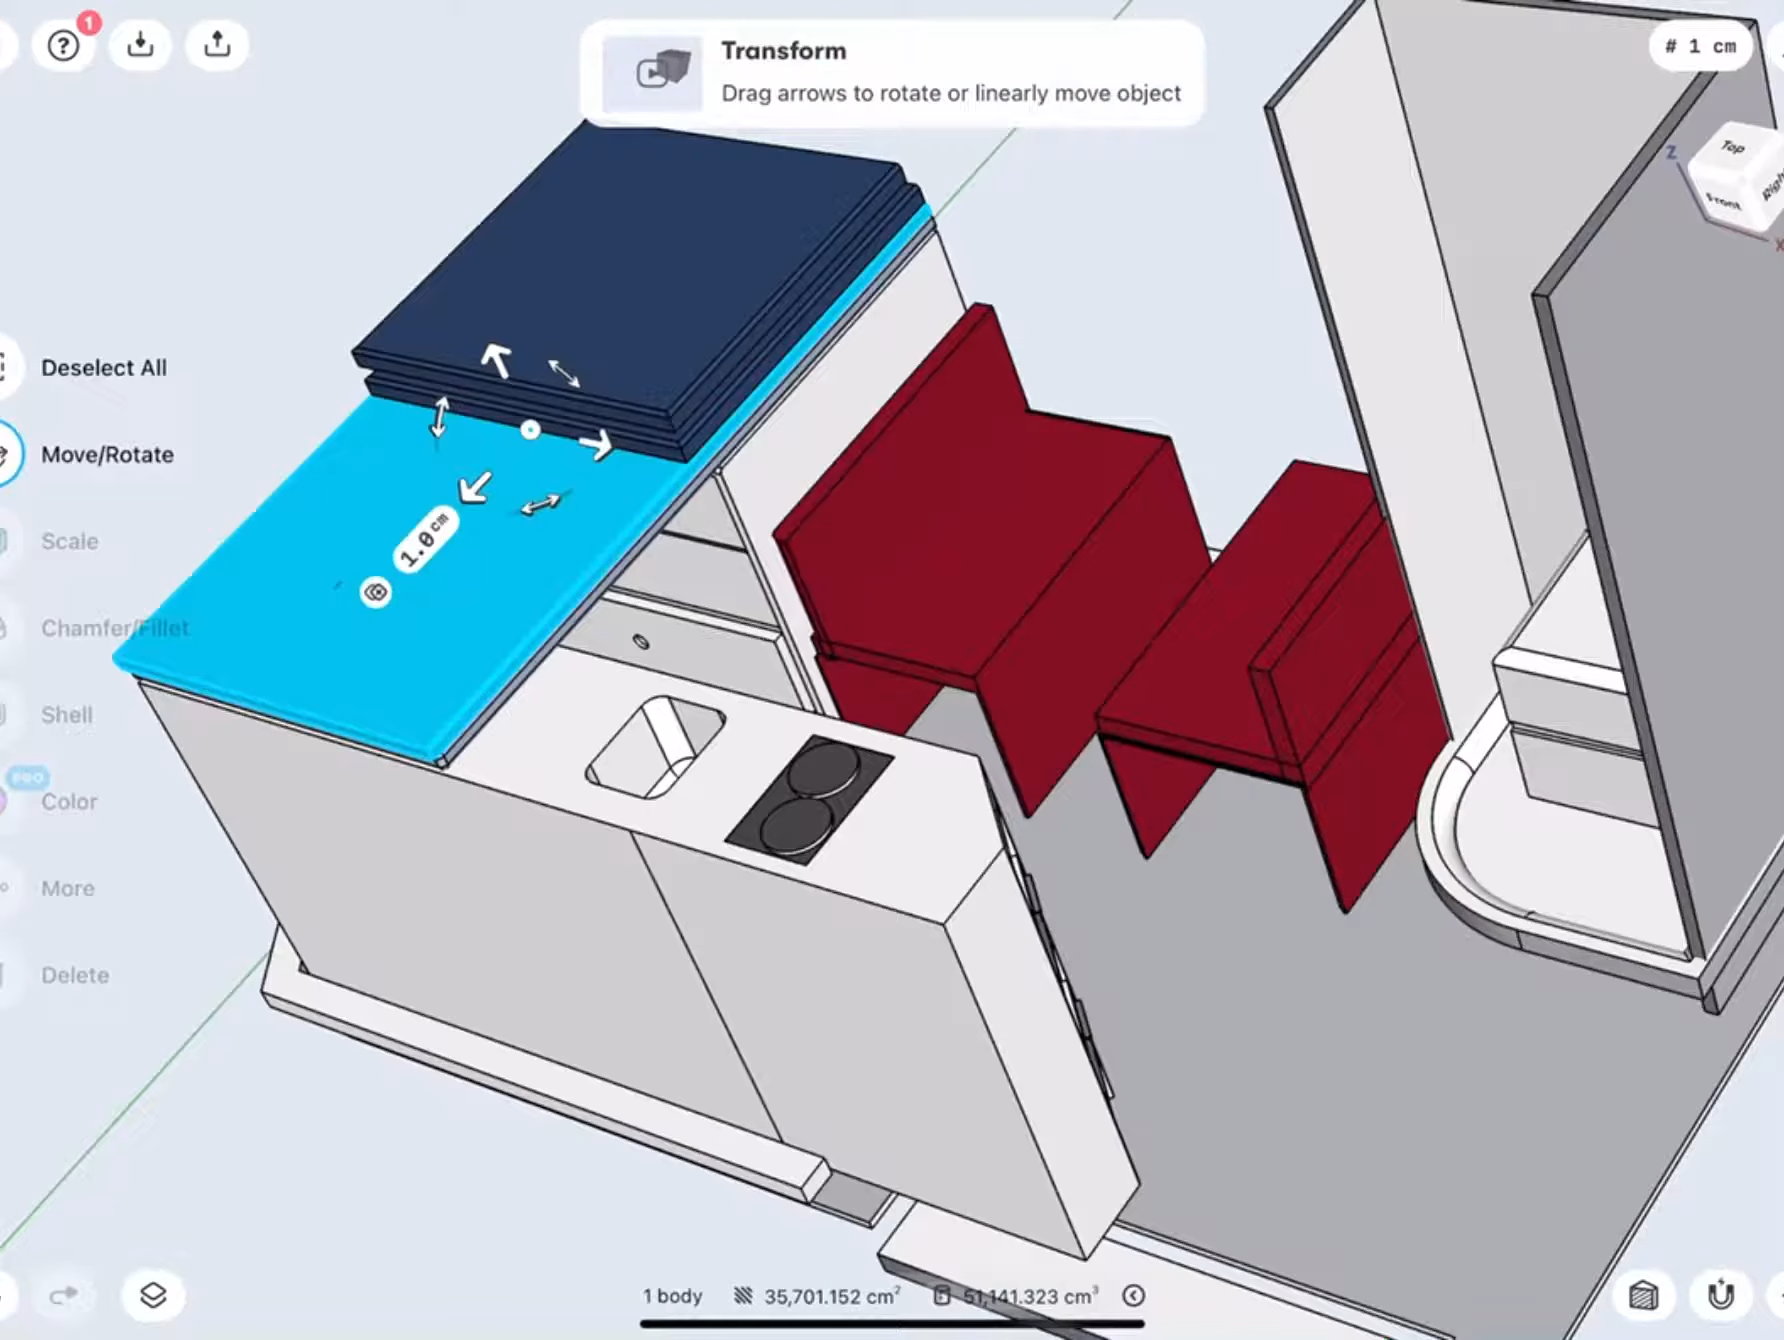 1
Transform
Drag arrows to rotate or linearly move object
# 1 cm
Top
Front
Z
X
Deselect All
Move/Rotate
Scale
Chamfer/Fillet
Shell
PRO
Color
More
Delete
1.0 cm
1 body
35,701.152 cm²
51,141.323 cm³